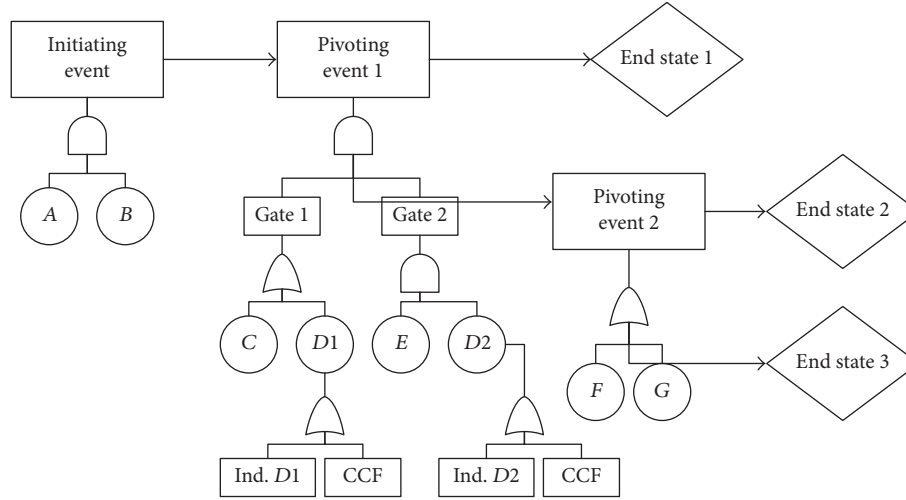 Initiating
event
Pivoting
event 1
End state 1
A
B
Gate 1
Gate 2
Pivoting
event 2
End state 2
C
D1
E
D2
F
G
End state 3
Ind. D1
CCF
Ind. D2
CCF